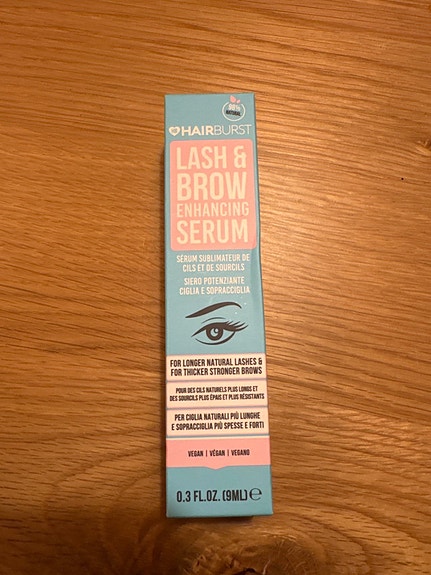 98%
NATURAL
HAIRBURST
LASH &
BROW
ENHANCING
SERUM
SÉRUM SUBLIMATEUR DE
CILS ET DE SOURCILS
SIERO POTENZIANTE
CIGLIA E SOPRACCIGLIA
FOR LONGER NATURAL LASHES &
FOR THICKER STRONGER BROWS
POUR DES CILS NATURELS PLUS LONGS ET
DES SOURCILS PLUS ÉPAIS ET PLUS RÉSISTANTS
PER CIGLIA NATURALI PIÙ LUNGHE
E SOPRACCIGLIA PIÙ SPESSE E FORTI
VEGAN | VÉGAN | VEGANO
0.3 FL.OZ. (9ML) ℮